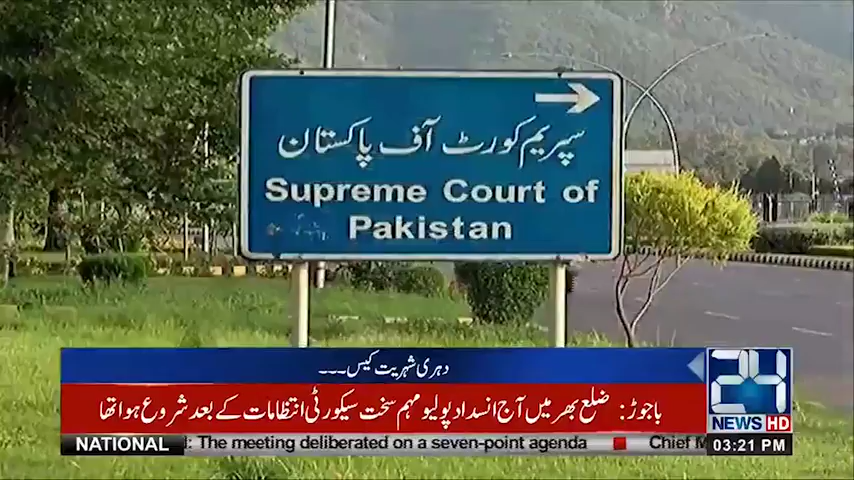 سپریم کورٹ آف پاکستان
Supreme Court of
Pakistan
دہری شہریت کیس۔۔۔
باجوڑ: ضلع بھر میں آج انسداد پولیو مہم سخت سیکورٹی انتظامات کے بعد شروع ہوا تھا
24
NEWS HD
NATIONAL d: The meeting deliberated on a seven-point agenda Chief M 03:21 PM